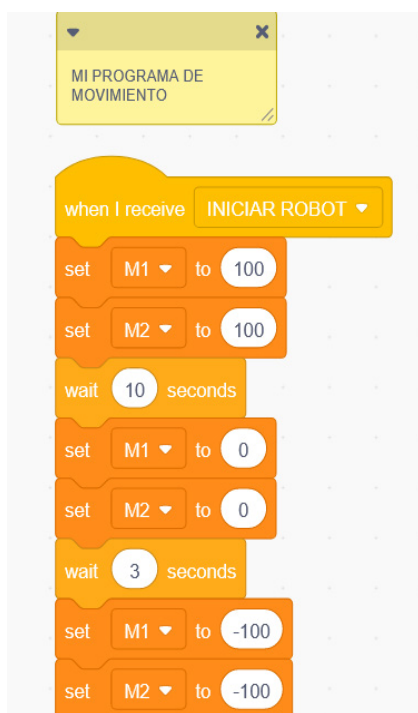 MI PROGRAMA DE
MOVIMIENTO
when I receive INICIAR ROBOT
set M1 to 100
set M2 to 100
wait 10 seconds
set M1 to 0
set M2 to 0
wait 3 seconds
set M1 to -100
set M2 to -100